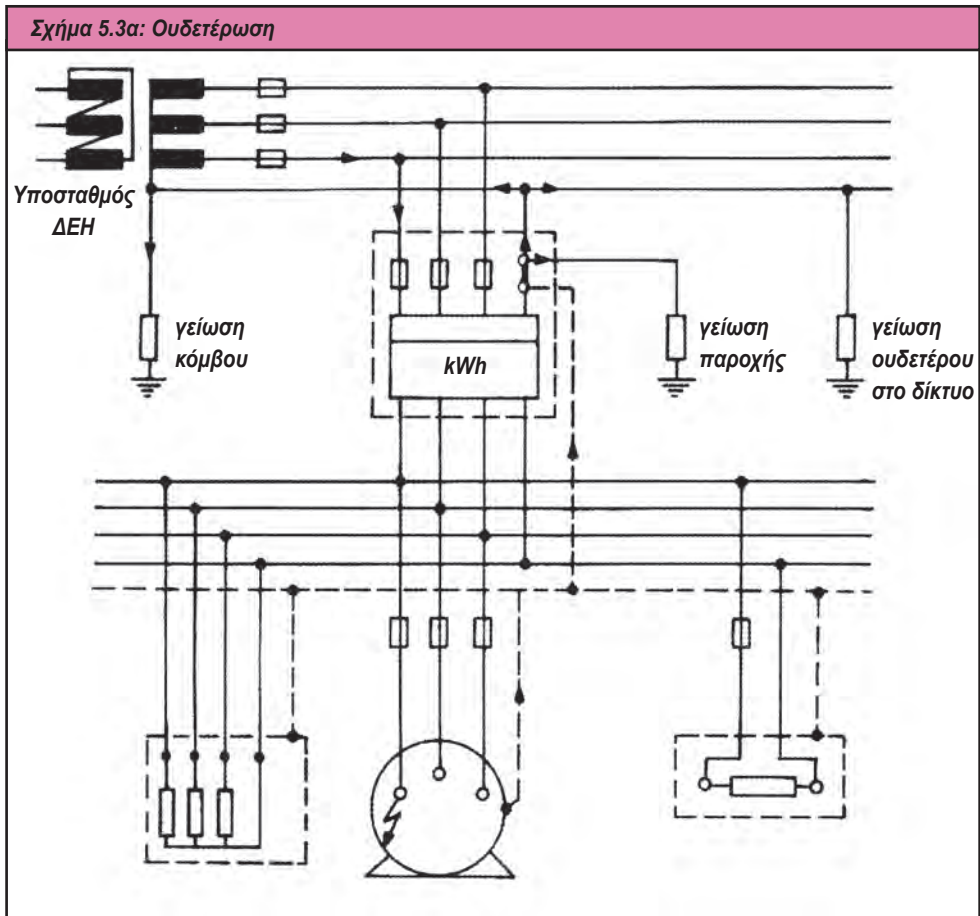 Σχήμα 5.3α: Ουδετέρωση
Υποσταθμός
ΔΕΗ
γείωση
κόμβου
kWh
γείωση
παροχής
γείωση
ουδετέρου
στο δίκτυο